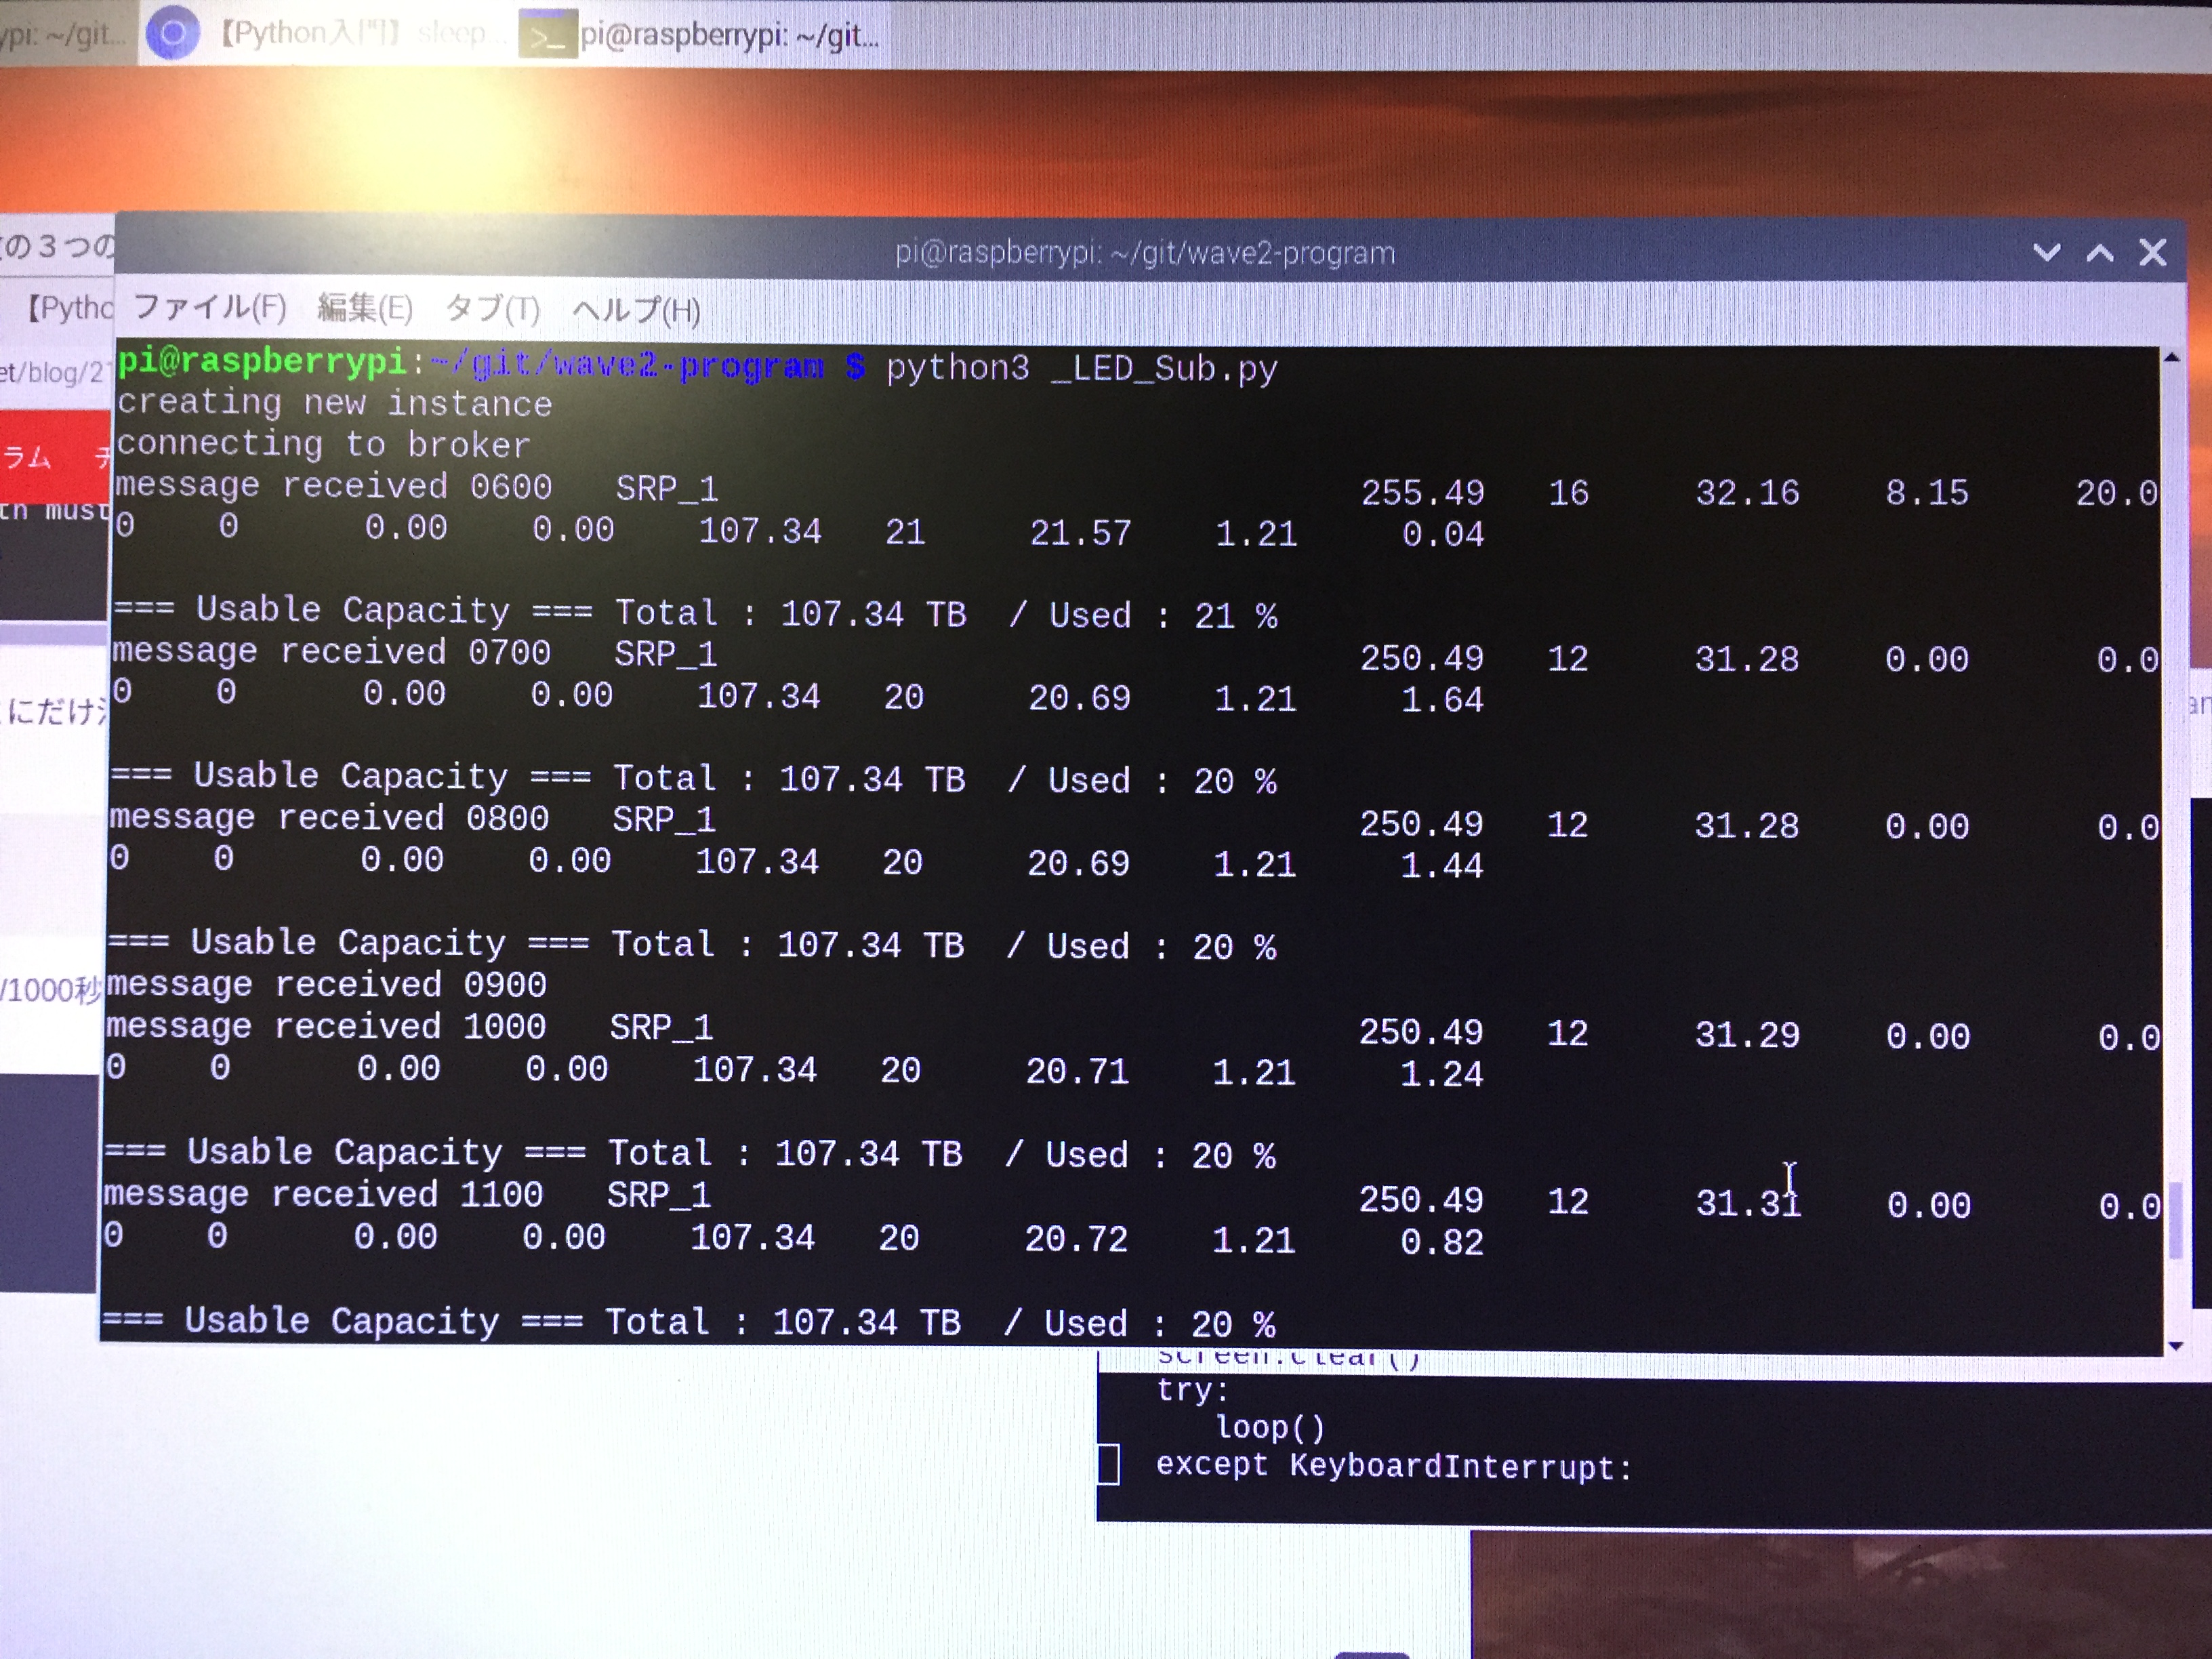 ypi: ~/git...
【Python入門】 sleep...
pi@raspberrypi: ~/git...
pi@raspberrypi: ~/git/wave2-program
の３つの
【Pytho
ファイル(F) 編集(E) タブ(T) ヘルプ(H)
et/blog/2
ラム
must
にだけ
/1000秒
pi@raspberrypi:~/git/wave2-program $ python3 _LED_Sub.py
creating new instance
connecting to broker
message received 0600 SRP_1 255.49 16 32.16 8.15 20.0
0 0 0.00 0.00 107.34 21 21.57 1.21 0.04
=== Usable Capacity === Total : 107.34 TB / Used : 21 %
message received 0700 SRP_1 250.49 12 31.28 0.00 0.0
0 0 0.00 0.00 107.34 20 20.69 1.21 1.64
=== Usable Capacity === Total : 107.34 TB / Used : 20 %
message received 0800 SRP_1 250.49 12 31.28 0.00 0.0
0 0 0.00 0.00 107.34 20 20.69 1.21 1.44
=== Usable Capacity === Total : 107.34 TB / Used : 20 %
message received 0900
message received 1000 SRP_1 250.49 12 31.29 0.00 0.0
0 0 0.00 0.00 107.34 20 20.71 1.21 1.24
=== Usable Capacity === Total : 107.34 TB / Used : 20 %
message received 1100 SRP_1 250.49 12 31.31 0.00 0.0
0 0 0.00 0.00 107.34 20 20.72 1.21 0.82
=== Usable Capacity === Total : 107.34 TB / Used : 20 %
screen.clear()
try:
loop()
except KeyboardInterrupt: